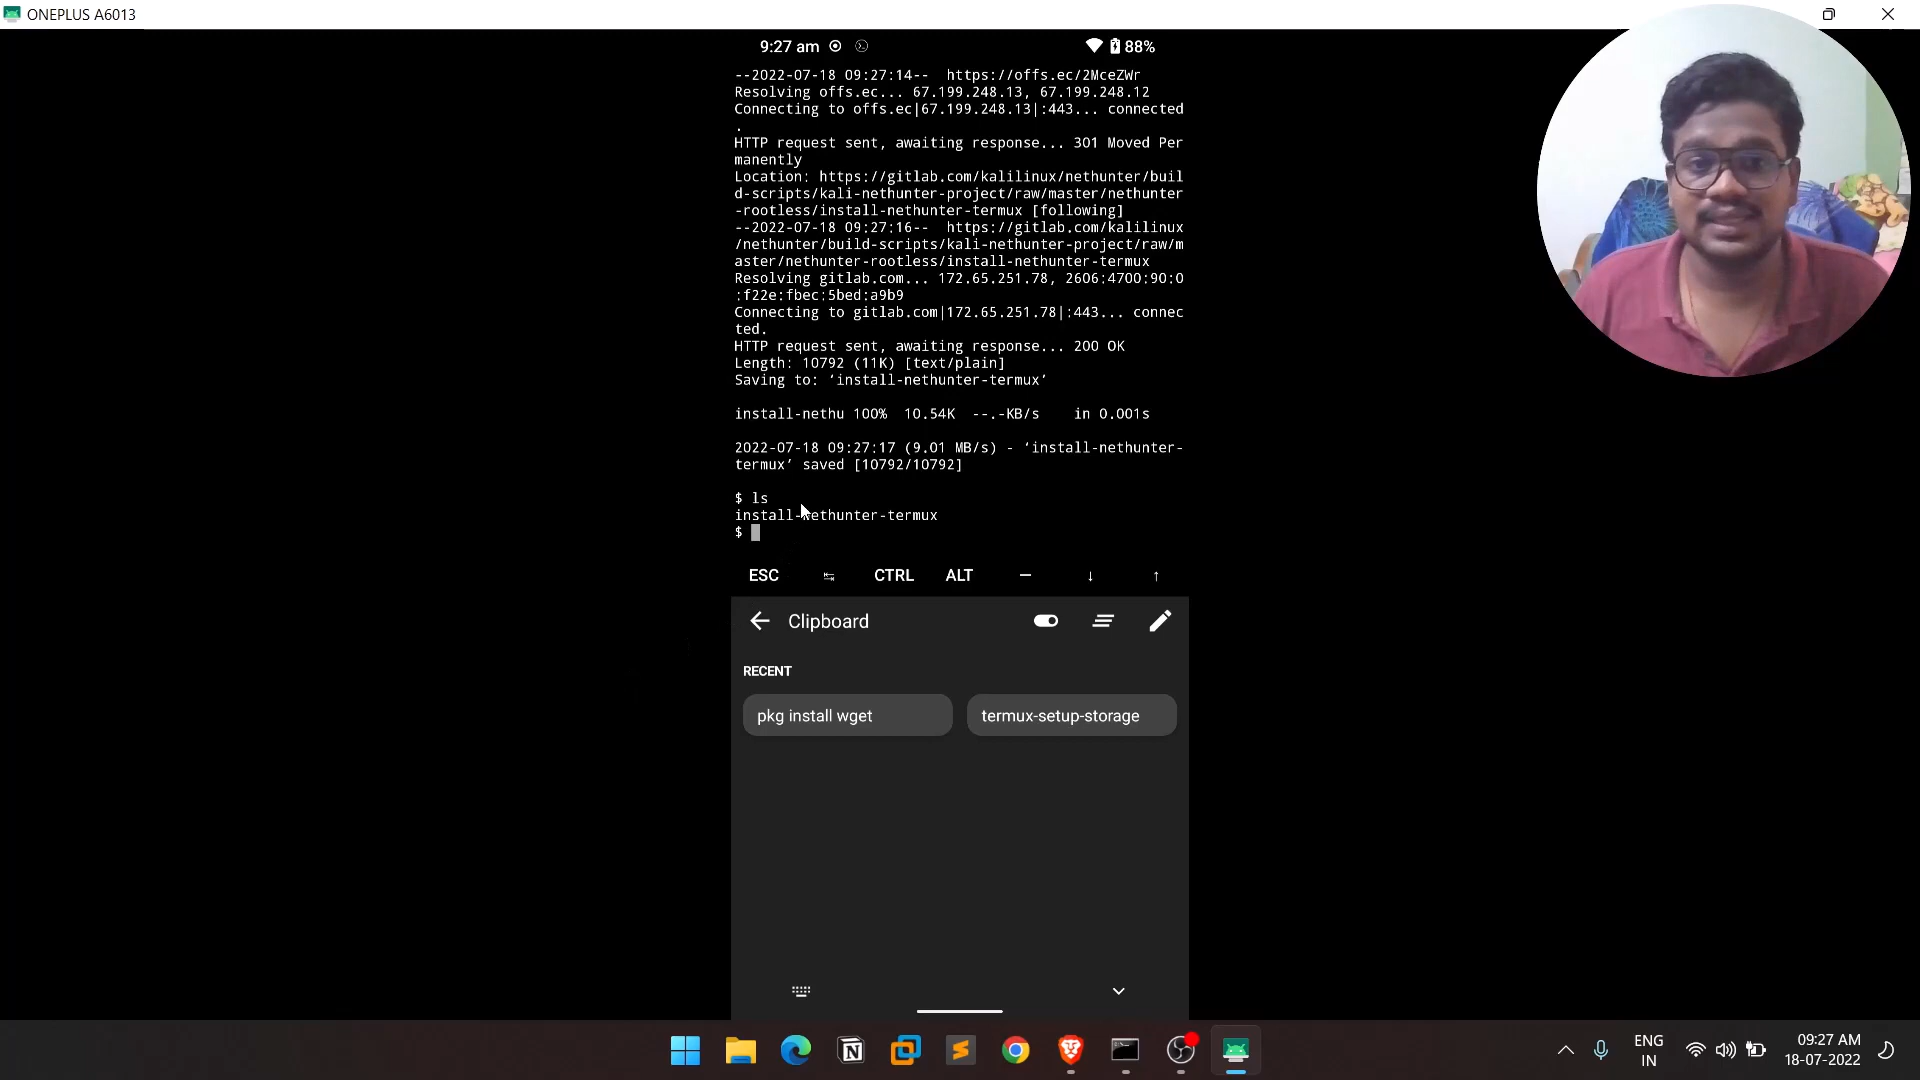 ONEPLUS A6013
9:27 am
88%
--2022-07-18 09:27:14--  https://offs.ec/2MceZWr
Resolving offs.ec... 67.199.248.13, 67.199.248.12
Connecting to offs.ec|67.199.248.13|:443... connected
.
HTTP request sent, awaiting response... 301 Moved Per
manently
Location: https://gitlab.com/kalilinux/nethunter/buil
d-scripts/kali-nethunter-project/raw/master/nethunter
-rootless/install-nethunter-termux [following]
--2022-07-18 09:27:16--  https://gitlab.com/kalilinux
/nethunter/build-scripts/kali-nethunter-project/raw/m
aster/nethunter-rootless/install-nethunter-termux
Resolving gitlab.com... 172.65.251.78, 2606:4700:90:0
:f22e:fbec:5bed:a9b9
Connecting to gitlab.com|172.65.251.78|:443... connec
ted.
HTTP request sent, awaiting response... 200 OK
Length: 10792 (11K) [text/plain]
Saving to: ‘install-nethunter-termux’
install-nethu 100%  10.54K  --.-KB/s    in 0.001s
2022-07-18 09:27:17 (9.01 MB/s) - ‘install-nethunter-
termux’ saved [10792/10792]
$ ls
install-nethunter-termux
$
ESC CTRL ALT — ↓ ↑
Clipboard
RECENT
pkg install wget
termux-setup-storage
ENG
IN
09:27 AM
18-07-2022